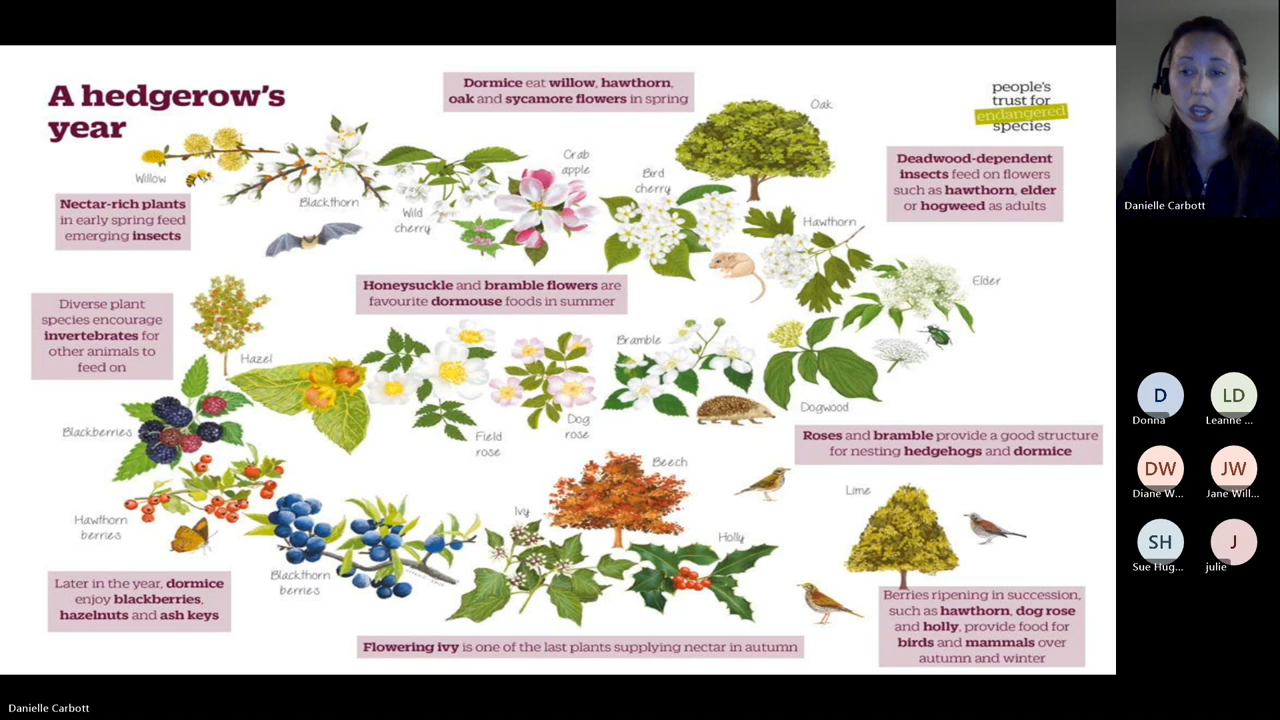 A hedgerow's
year
Dormice eat willow, hawthorn,
oak and sycamore flowers in spring
people's
trust for
endangered
species
Oak
Willow
Blackthorn
Wild
cherry
Crab
apple
Bird
cherry
Hawthorn
Elder
Deadwood-dependent
insects feed on flowers
such as hawthorn, elder
or hogweed as adults
Nectar-rich plants
in early spring feed
emerging insects
Honeysuckle and bramble flowers are
favourite dormouse foods in summer
Diverse plant
species encourage
invertebrates for
other animals to
feed on
Hazel
Field
rose
Dog
rose
Bramble
Dogwood
Roses and bramble provide a good structure
for nesting hedgehogs and dormice
Blackberries
Hawthorn
berries
Blackthorn
berries
Ivy
Beech
Holly
Lime
Later in the year, dormice
enjoy blackberries,
hazelnuts and ash keys
Flowering ivy is one of the last plants supplying nectar in autumn
Berries ripening in succession,
such as hawthorn, dog rose
and holly, provide food for
birds and mammals over
autumn and winter
Danielle Carbott
D
Donna
LD
Leanne ...
DW
Diane W...
JW
Jane Will...
SH
Sue Hug...
J
julie
Danielle Carbott